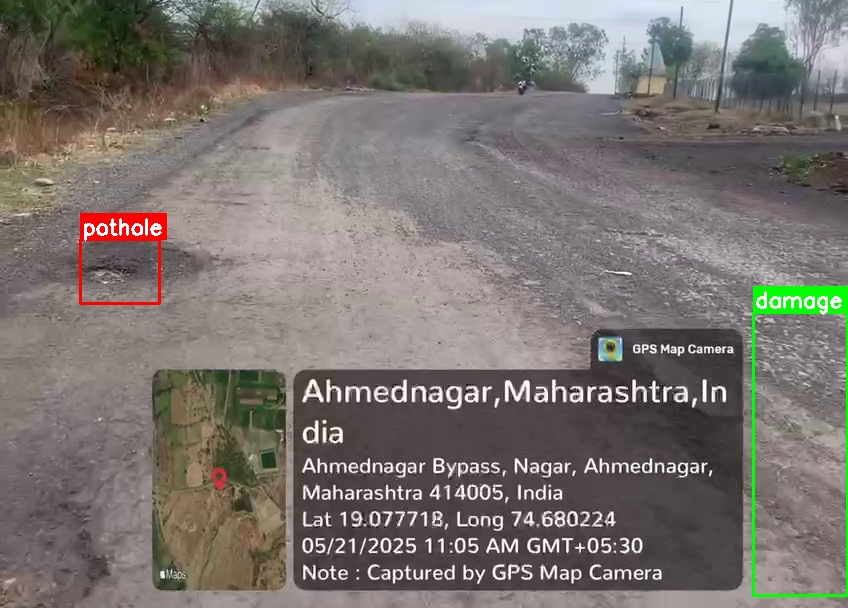 pothole
damage
GPS Map Camera
Ahmednagar,Maharashtra,In
dia
Ahmednagar Bypass, Nagar, Ahmednagar,
Maharashtra 414005, India
Lat 19.077718, Long 74.680224
05/21/2025 11:05 AM GMT+05:30
Note : Captured by GPS Map Camera
Maps